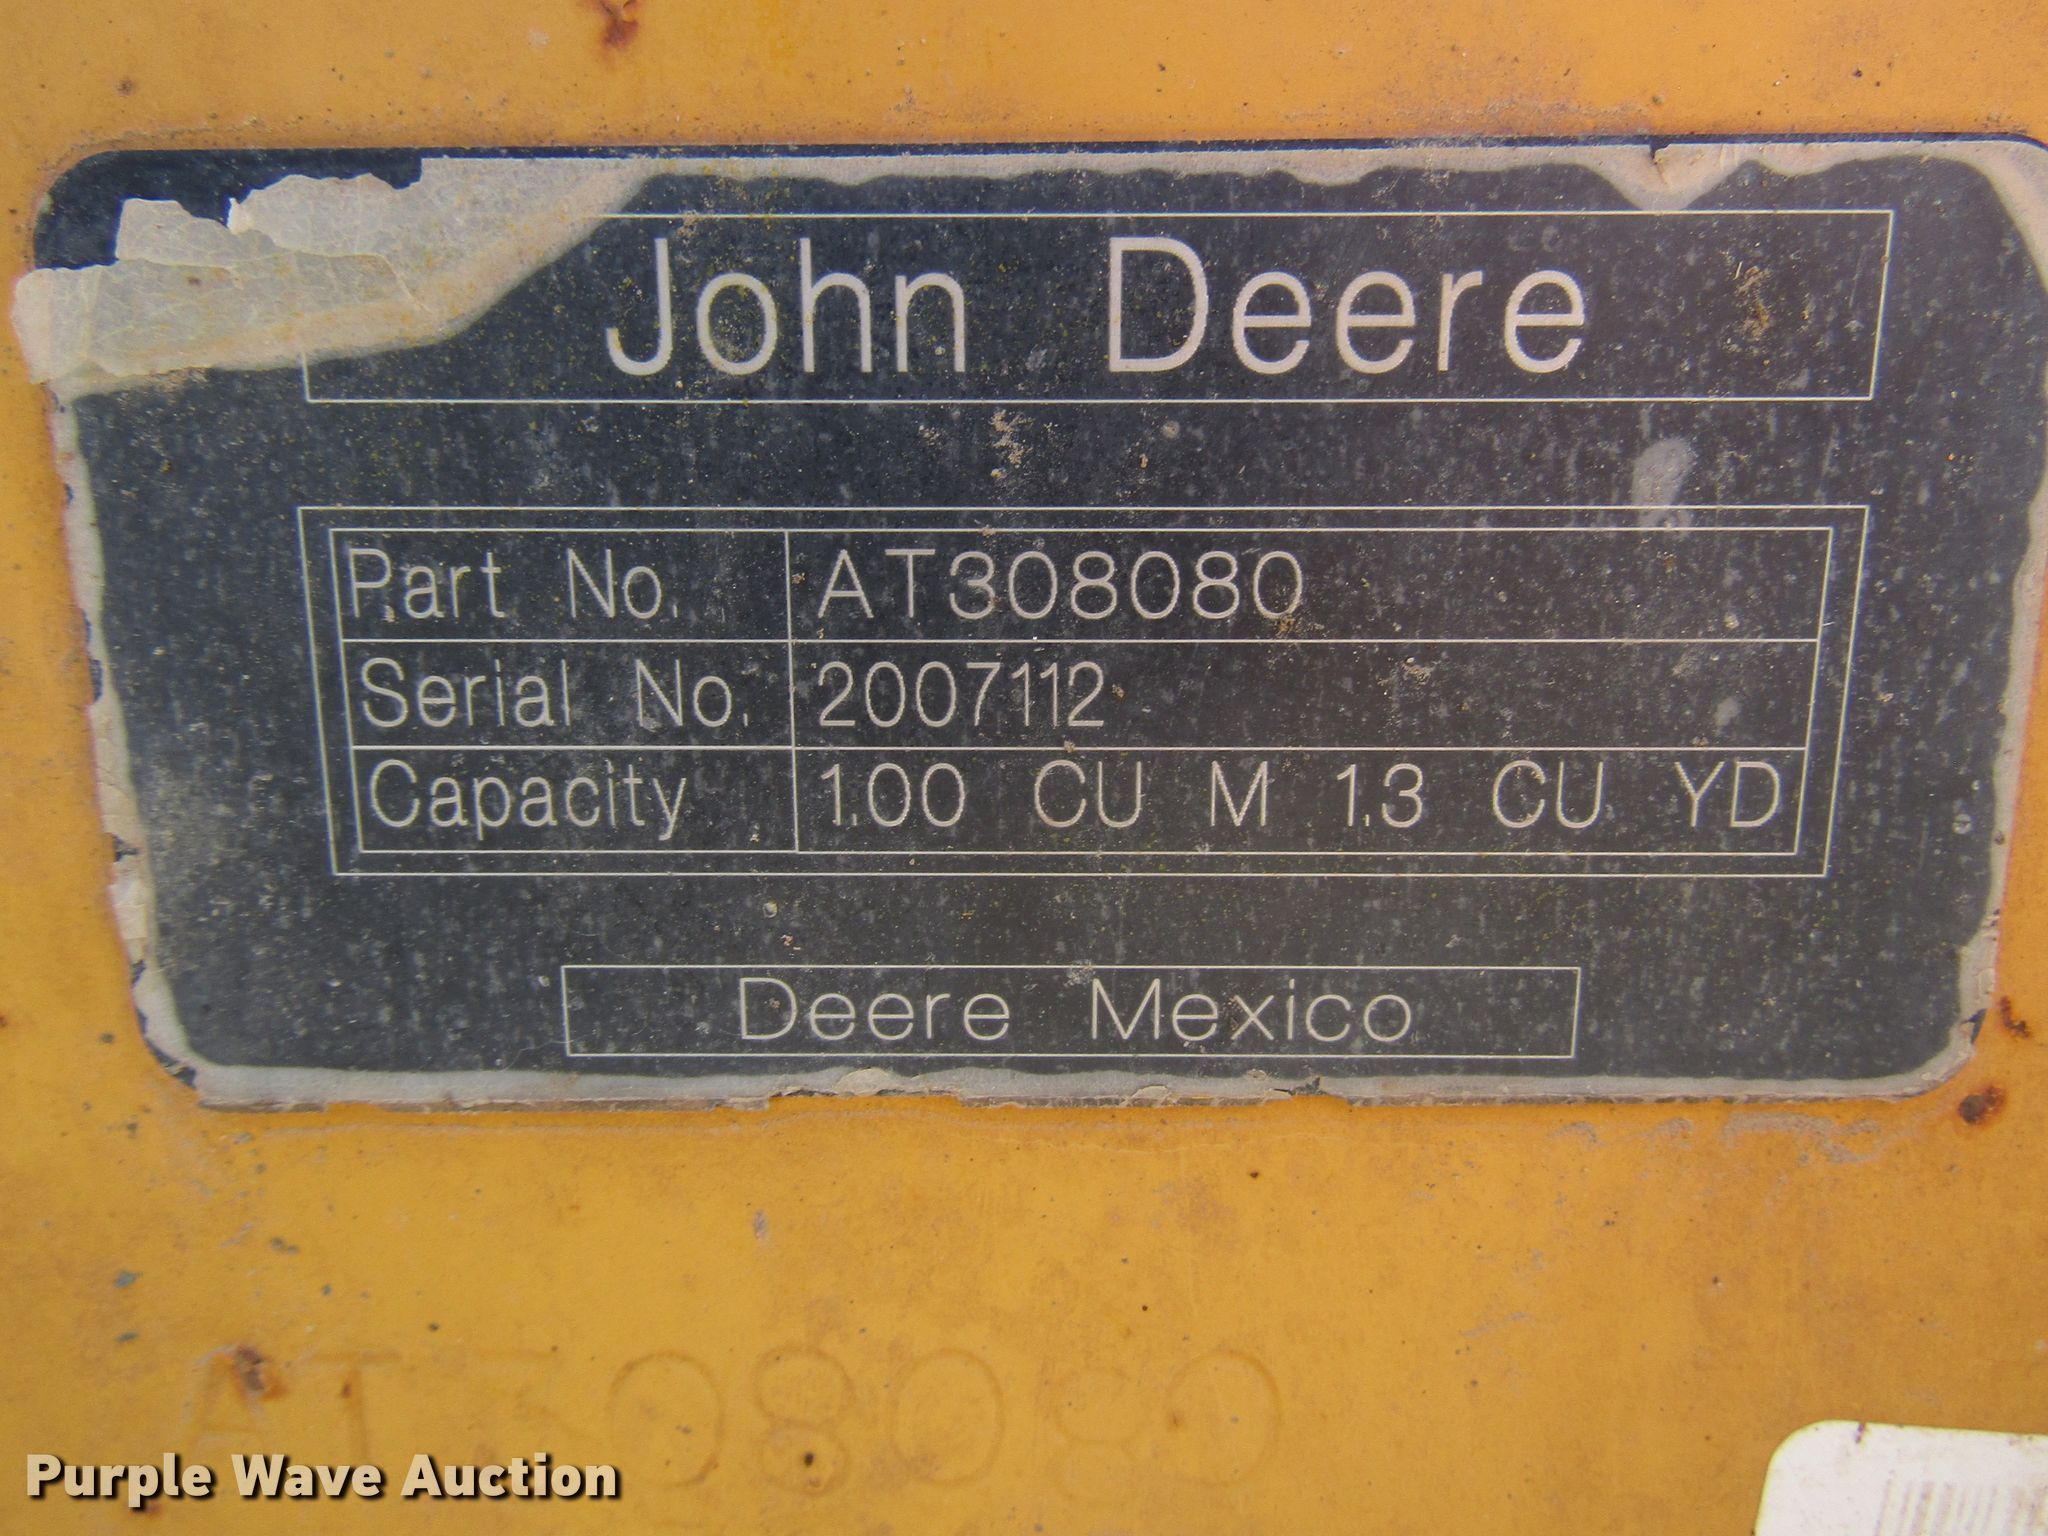 John Deere
Part No. AT308080
Serial No. 2007112
Capacity 1.00 CU M 1.3 CU YD
Deere Mexico
AT308080
Purple Wave Auction